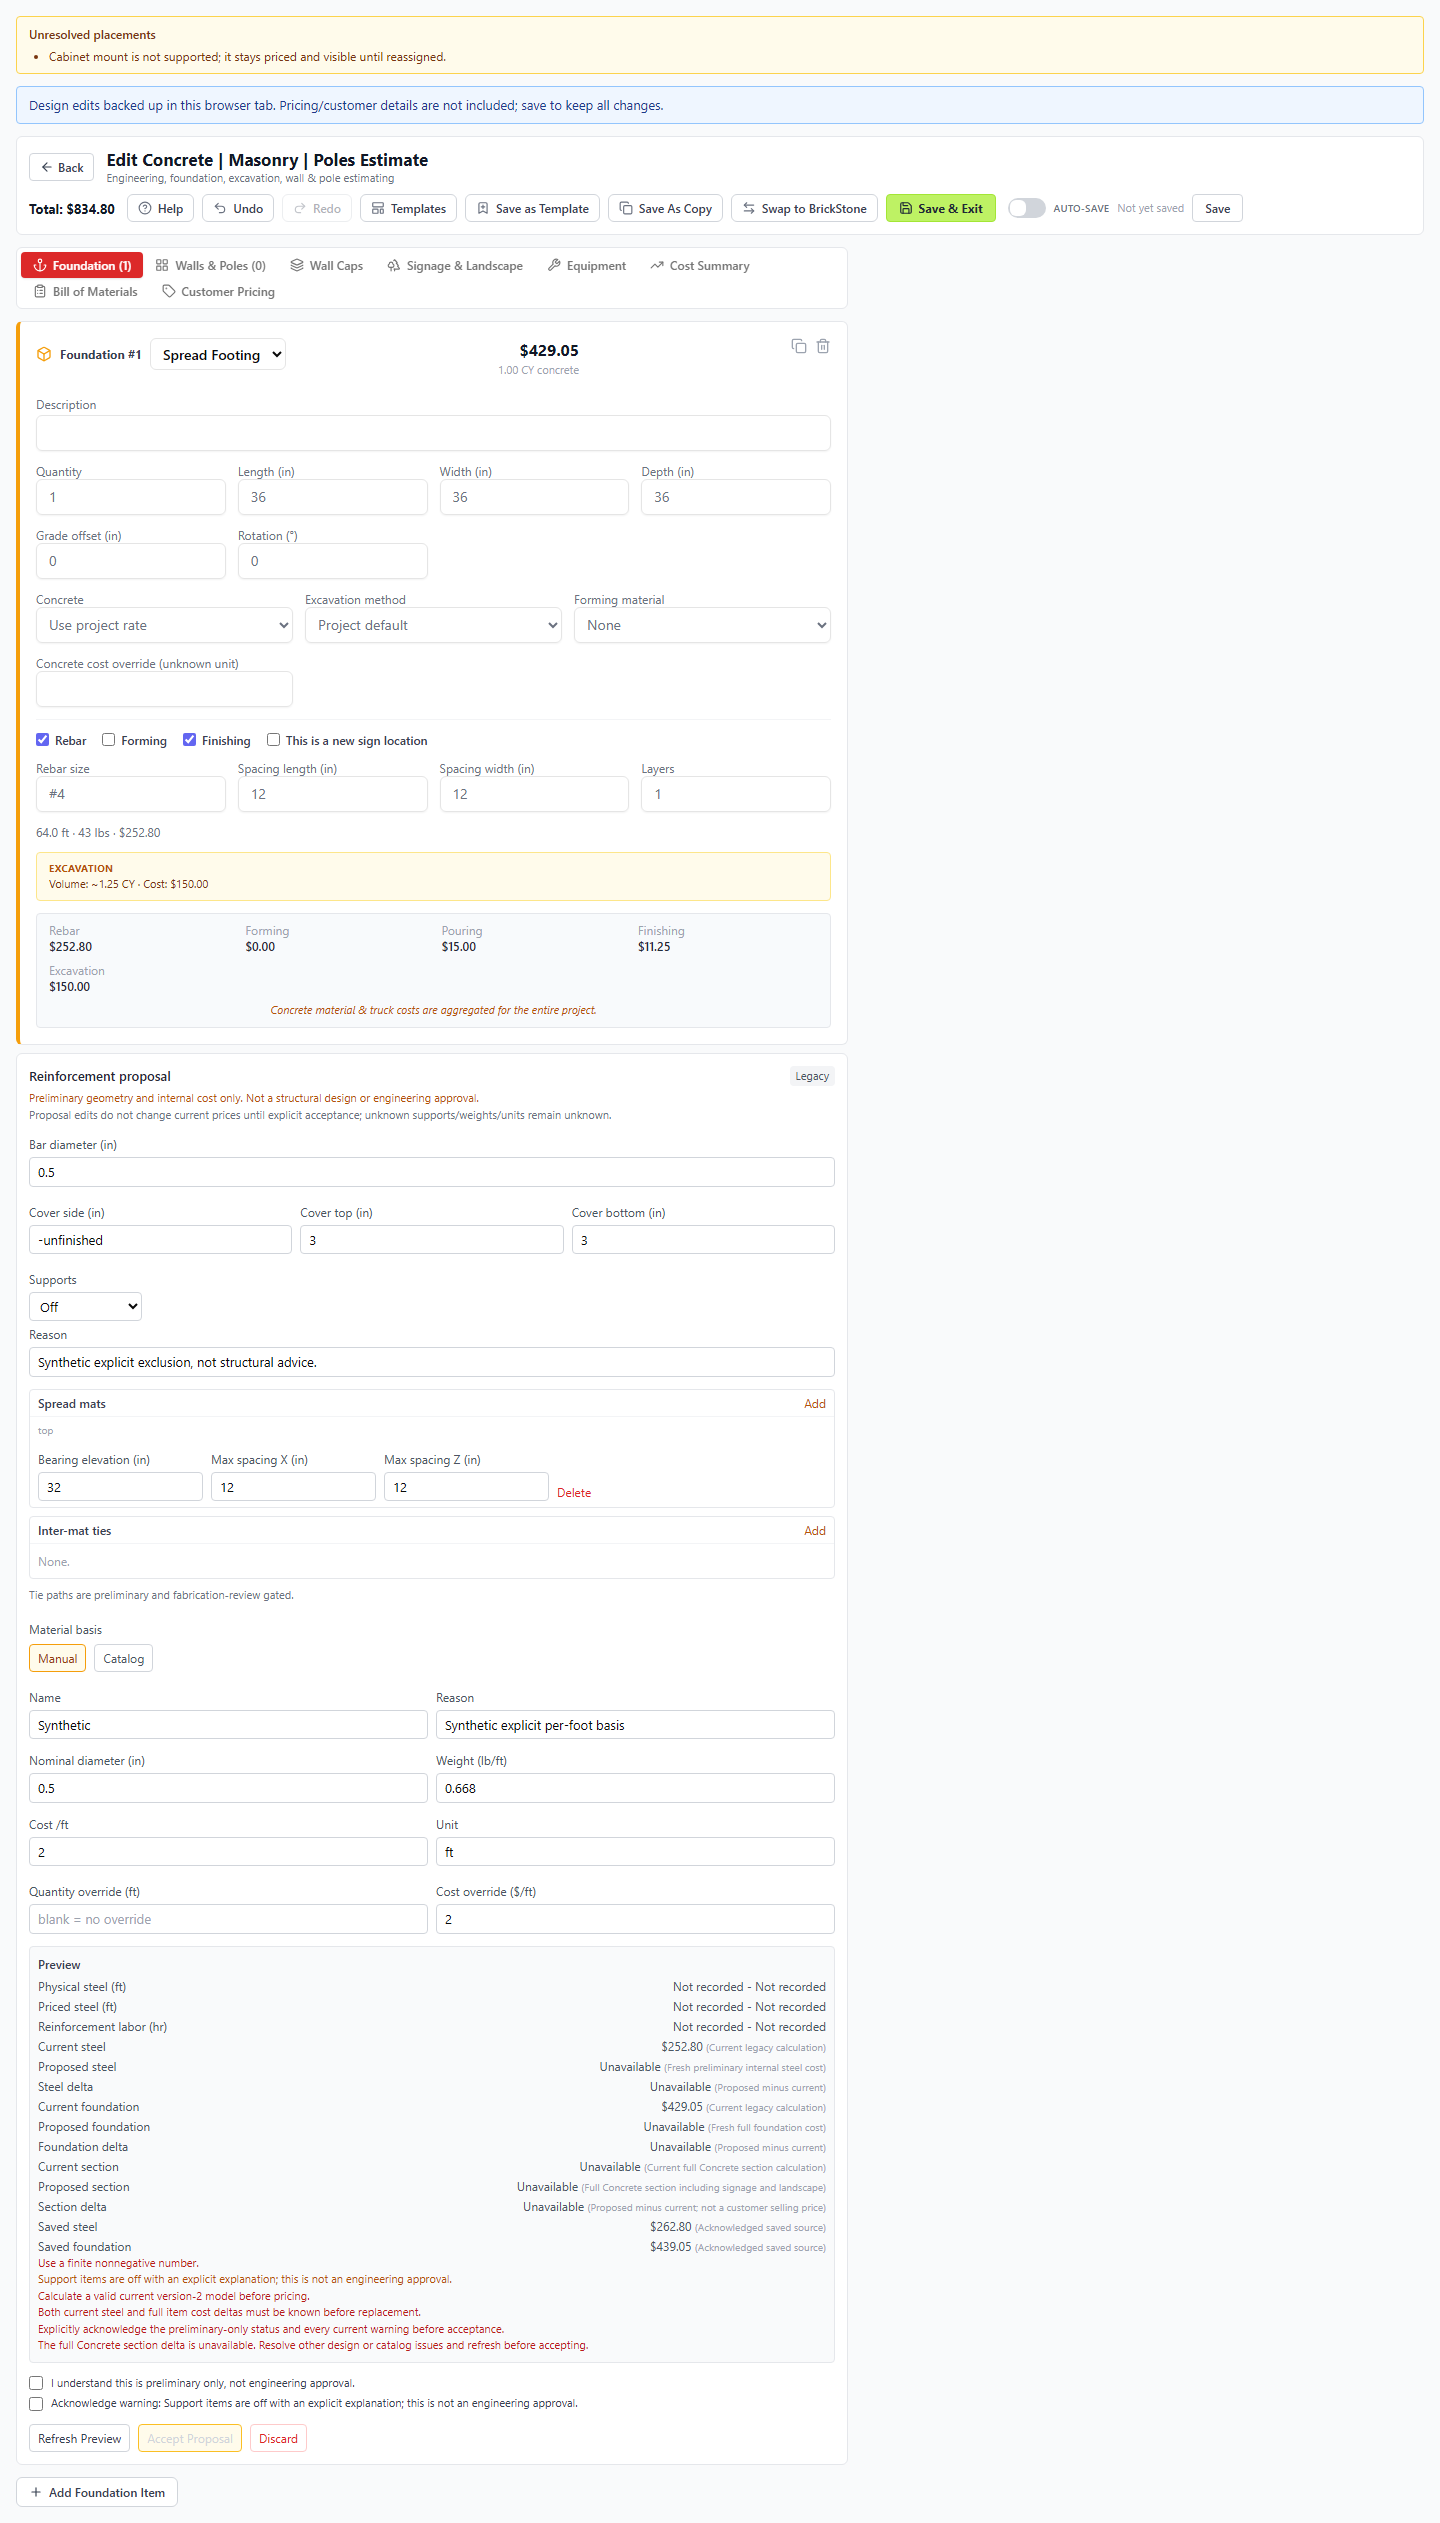 Unresolved placements
• Cabinet mount is not supported; it stays priced and visible until reassigned.
Design edits backed up in this browser tab. Pricing/customer details are not included; save to keep all changes.
Back
Edit Concrete | Masonry | Poles Estimate
Engineering, foundation, excavation, wall & pole estimating
Total: $834.80 Help Undo Redo Templates Save as Template Save As Copy Swap to BrickStone Save & Exit AUTO-SAVE Not yet saved Save
Foundation (1) Walls & Poles (0) Wall Caps Signage & Landscape Equipment Cost Summary
Bill of Materials Customer Pricing
Foundation #1 Spread Footing $429.05
1.00 CY concrete
Description
Quantity Length (in) Width (in) Depth (in)
1 36 36 36
Grade offset (in) Rotation (°)
0 0
Concrete Excavation method Forming material
Use project rate Project default None
Concrete cost override (unknown unit)
Rebar Forming Finishing This is a new sign location
Rebar size Spacing length (in) Spacing width (in) Layers
#4 12 12 1
64.0 ft · 43 lbs · $252.80
EXCAVATION
Volume: ~1.25 CY · Cost: $150.00
Rebar Forming Pouring Finishing
$252.80 $0.00 $15.00 $11.25
Excavation
$150.00
Concrete material & truck costs are aggregated for the entire project.
Reinforcement proposal Legacy
Preliminary geometry and internal cost only. Not a structural design or engineering approval.
Proposal edits do not change current prices until explicit acceptance; unknown supports/weights/units remain unknown.
Bar diameter (in)
0.5
Cover side (in) Cover top (in) Cover bottom (in)
-unfinished 3 3
Supports
Off
Reason
Synthetic explicit exclusion, not structural advice.
Spread mats Add
top
Bearing elevation (in) Max spacing X (in) Max spacing Z (in)
32 12 12 Delete
Inter-mat ties Add
None.
Tie paths are preliminary and fabrication-review gated.
Material basis
Manual Catalog
Name Reason
Synthetic Synthetic explicit per-foot basis
Nominal diameter (in) Weight (lb/ft)
0.5 0.668
Cost /ft Unit
2 ft
Quantity override (ft) Cost override ($/ft)
blank = no override 2
Preview
Physical steel (ft) Not recorded - Not recorded
Priced steel (ft) Not recorded - Not recorded
Reinforcement labor (hr) Not recorded - Not recorded
Current steel $252.80 (Current legacy calculation)
Proposed steel Unavailable (Fresh preliminary internal steel cost)
Steel delta Unavailable (Proposed minus current)
Current foundation $429.05 (Current legacy calculation)
Proposed foundation Unavailable (Fresh full foundation cost)
Foundation delta Unavailable (Proposed minus current)
Current section Unavailable (Current full Concrete section calculation)
Proposed section Unavailable (Full Concrete section including signage and landscape)
Section delta Unavailable (Proposed minus current; not a customer selling price)
Saved steel $262.80 (Acknowledged saved source)
Saved foundation $439.05 (Acknowledged saved source)
Use a finite nonnegative number.
Support items are off with an explicit explanation; this is not an engineering approval.
Calculate a valid current version-2 model before pricing.
Both current steel and full item cost deltas must be known before replacement.
Explicitly acknowledge the preliminary-only status and every current warning before acceptance.
The full Concrete section delta is unavailable. Resolve other design or catalog issues and refresh before accepting.
I understand this is preliminary only, not engineering approval.
Acknowledge warning: Support items are off with an explicit explanation; this is not an engineering approval.
Refresh Preview Accept Proposal Discard
Add Foundation Item